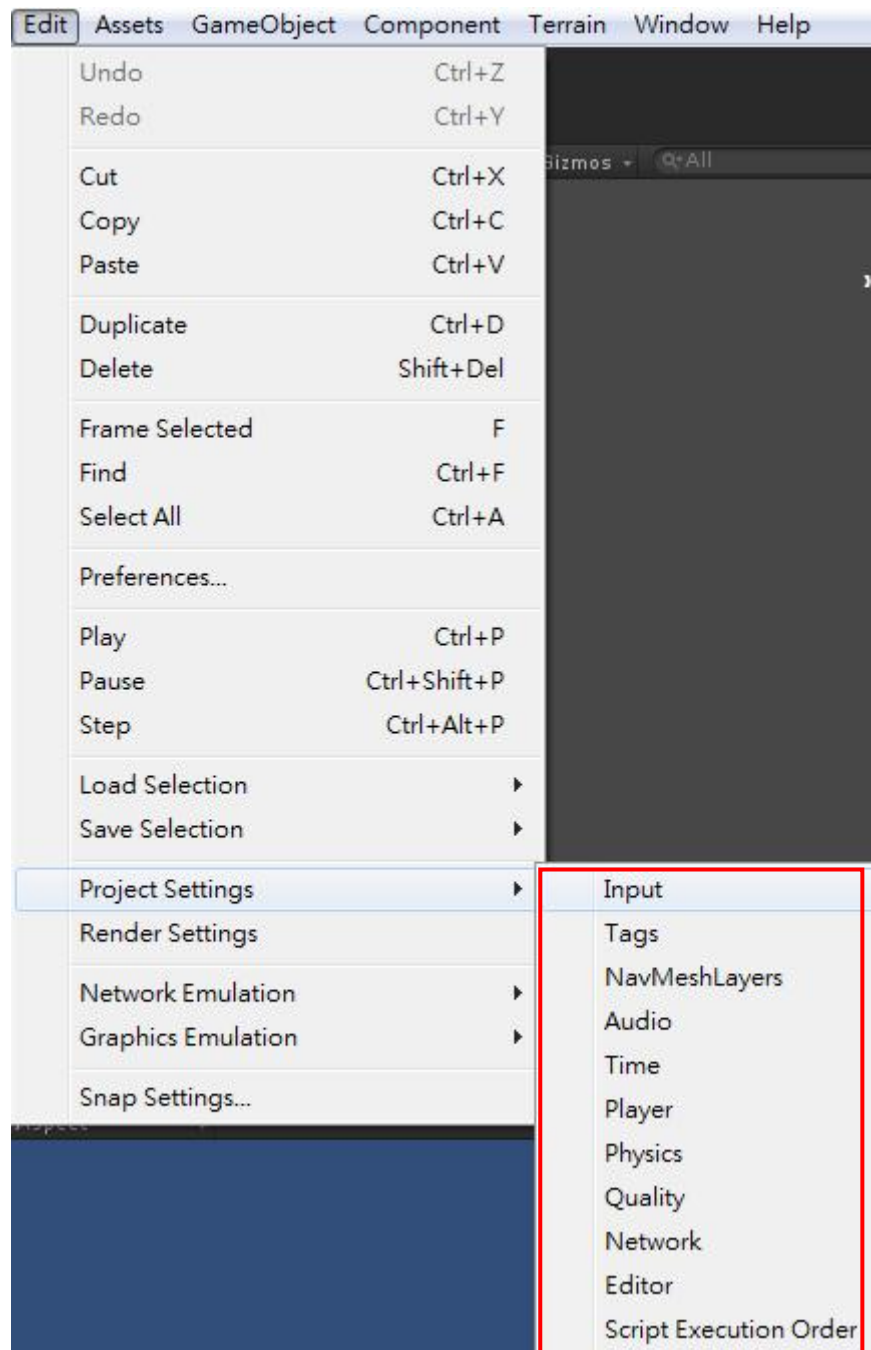 Edit Assets GameObject Component Terrain Window Help
Undo Ctrl+Z
Redo Ctrl+Y
Gizmos All
Cut Ctrl+X
Copy Ctrl+C
Paste Ctrl+V
Duplicate Ctrl+D
Delete Shift+Del
Frame Selected F
Find Ctrl+F
Select All Ctrl+A
Preferences...
Play Ctrl+P
Pause Ctrl+Shift+P
Step Ctrl+Alt+P
Load Selection
Save Selection
Project Settings
Render Settings
Network Emulation
Graphics Emulation
Snap Settings...
Input
Tags
NavMeshLayers
Audio
Time
Player
Physics
Quality
Network
Editor
Script Execution Order